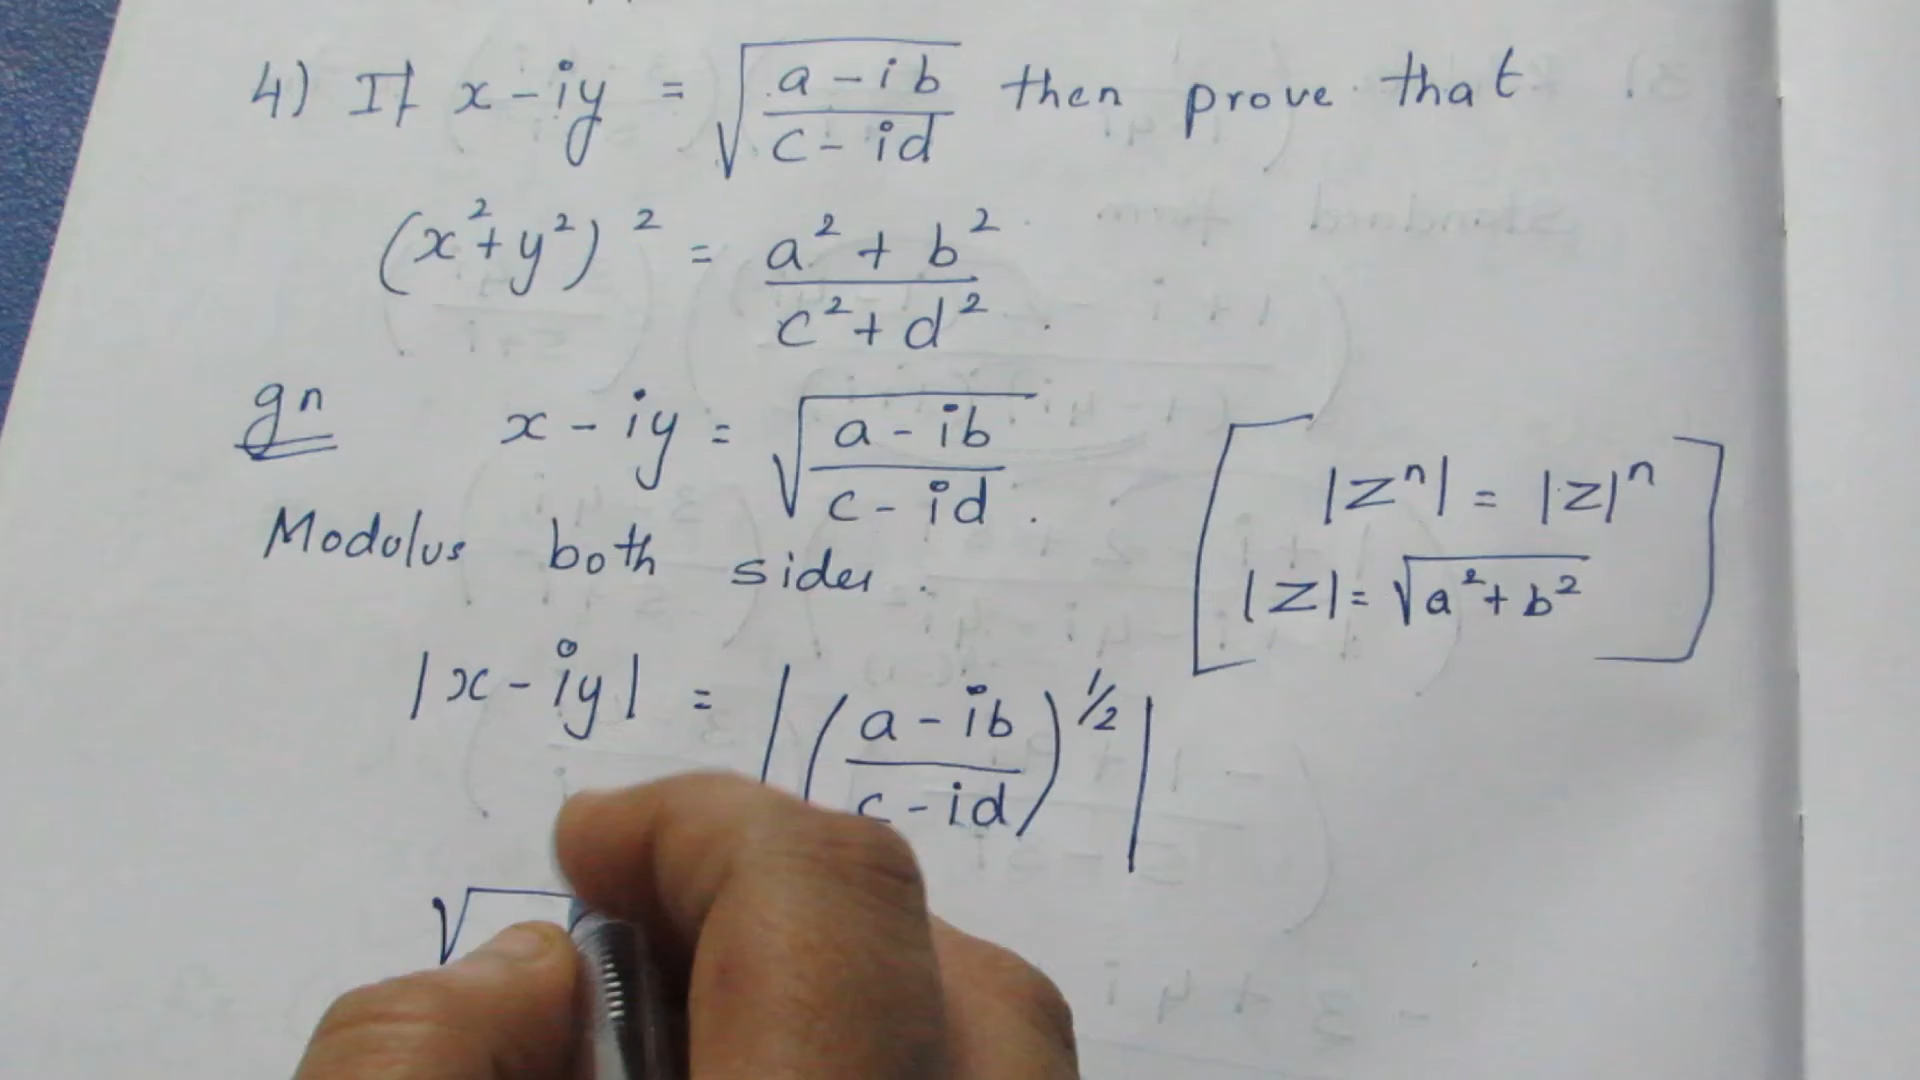 4) If x - iy = √((a - ib)/(c - id)) then prove that
(x² + y²)² = (a² + b²)/(c² + d²).
gn x - iy = √((a - ib)/(c - id)).
Modulus both sides.
[ |Zⁿ| = |Z|ⁿ
|Z| = √(a² + b²) ]
|x - iy| = |((a - ib)/(c - id))^(1/2)|
√